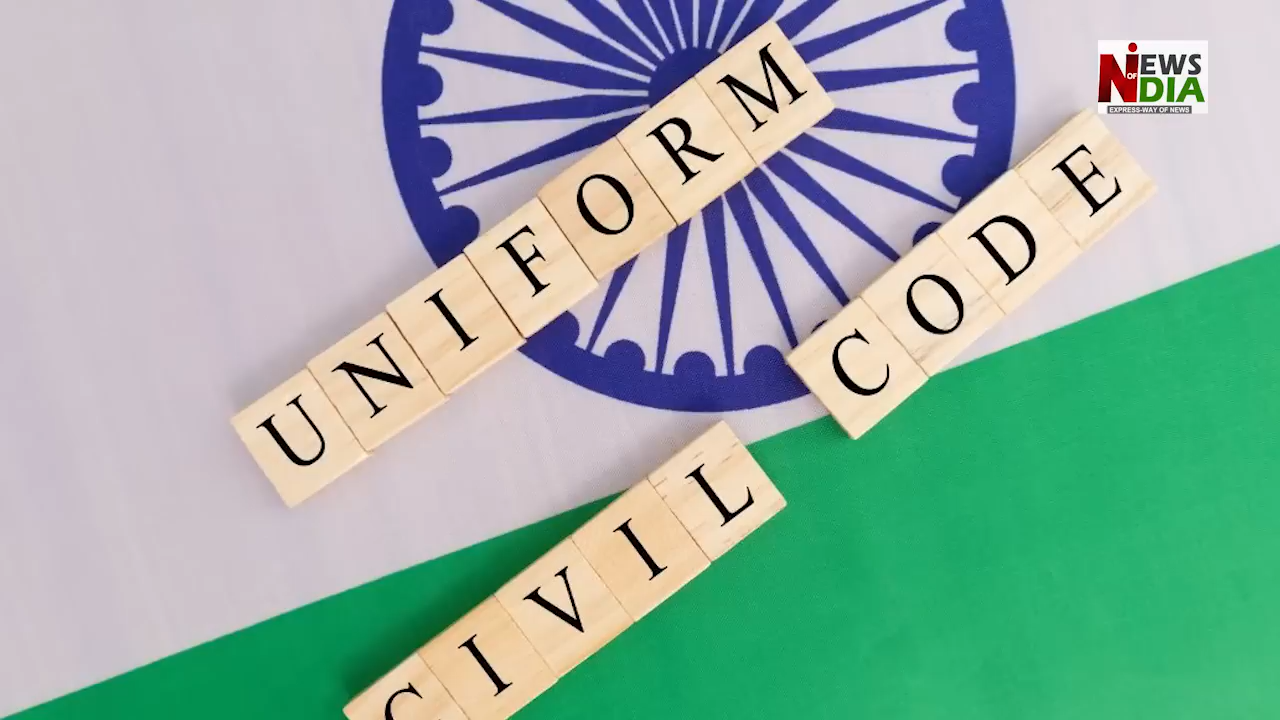 UNIFORM
CIVIL
CODE
NEWS
OF
INDIA
EXPRESS-WAY OF NEWS